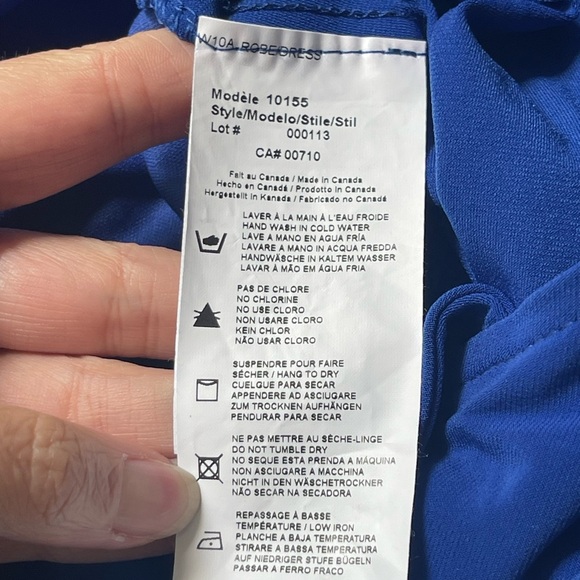 W10A ROSEDRESS
Modèle 10155
Style/Modelo/Stile/Stil
Lot # 000113
CA# 00710
Fait au Canada / Made in Canada
Hecho en Canadá / Prodotto in Canada
Hergestellt in Kanada / Fabricado no Canadá
LAVER À LA MAIN À L'EAU FROIDE
HAND WASH IN COLD WATER
LAVE A MANO EN AGUA FRÍA
LAVARE A MANO IN ACQUA FREDDA
HANDWÄSCHE IN KALTEM WASSER
LAVAR À MÃO EM ÁGUA FRIA
PAS DE CHLORE
NO CHLORINE
NO USE CLORO
NON USARE CLORO
KEIN CHLOR
NÃO USAR CLORO
SUSPENDRE POUR FAIRE
SÉCHER / HANG TO DRY
CUELGUE PARA SECAR
APPENDERE AD ASCIUGARE
ZUM TROCKNEN AUFHÄNGEN
PENDURAR PARA SECAR
NE PAS METTRE AU SÈCHE-LINGE
DO NOT TUMBLE DRY
NO SEQUE ESTA PRENDA A MÁQUINA
NON ASCIUGARE A MACCHINA
NICHT IN DEN WÄSCHETROCKNER
NÃO SECAR NA SECADORA
REPASSAGE À BASSE
TEMPÉRATURE / LOW IRON
PLANCHE A BAJA TEMPERATURA
STIRARE A BASSA TEMPERATURA
AUF NIEDRIGER STUFE BÜGELN
PASSAR A FERRO FRACO